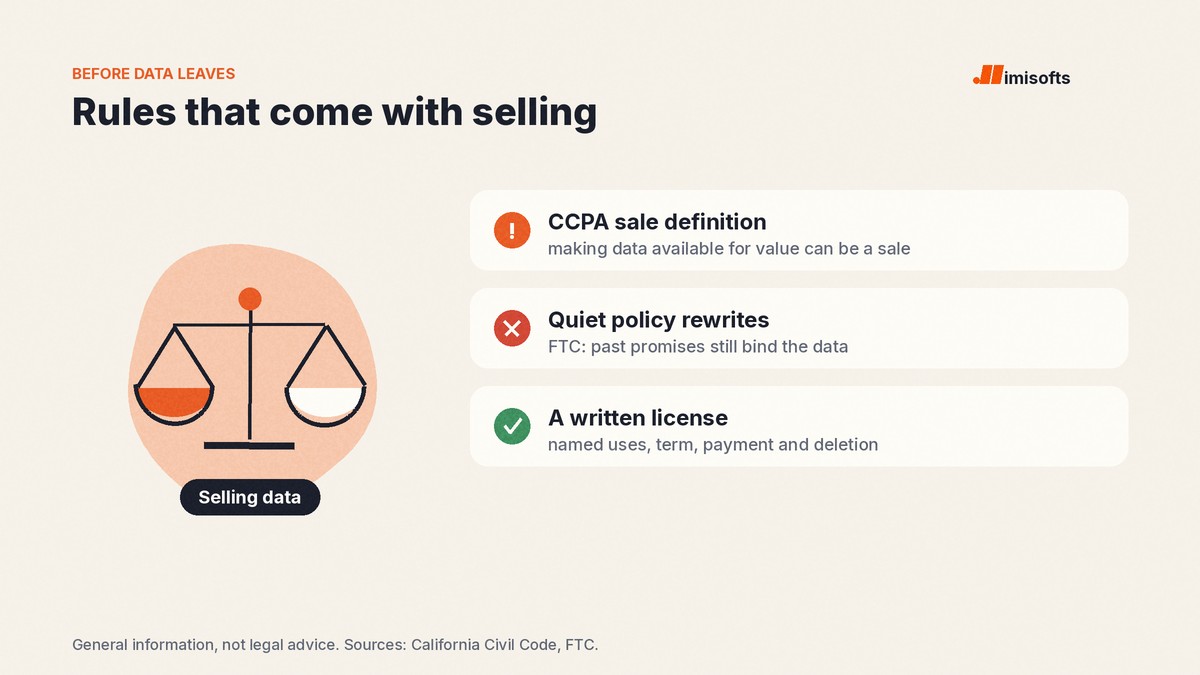 BEFORE DATA LEAVES
Rules that come with selling
imisofts
CCPA sale definition
making data available for value can be a sale
Quiet policy rewrites
FTC: past promises still bind the data
A written license
named uses, term, payment and deletion
Selling data
General information, not legal advice. Sources: California Civil Code, FTC.